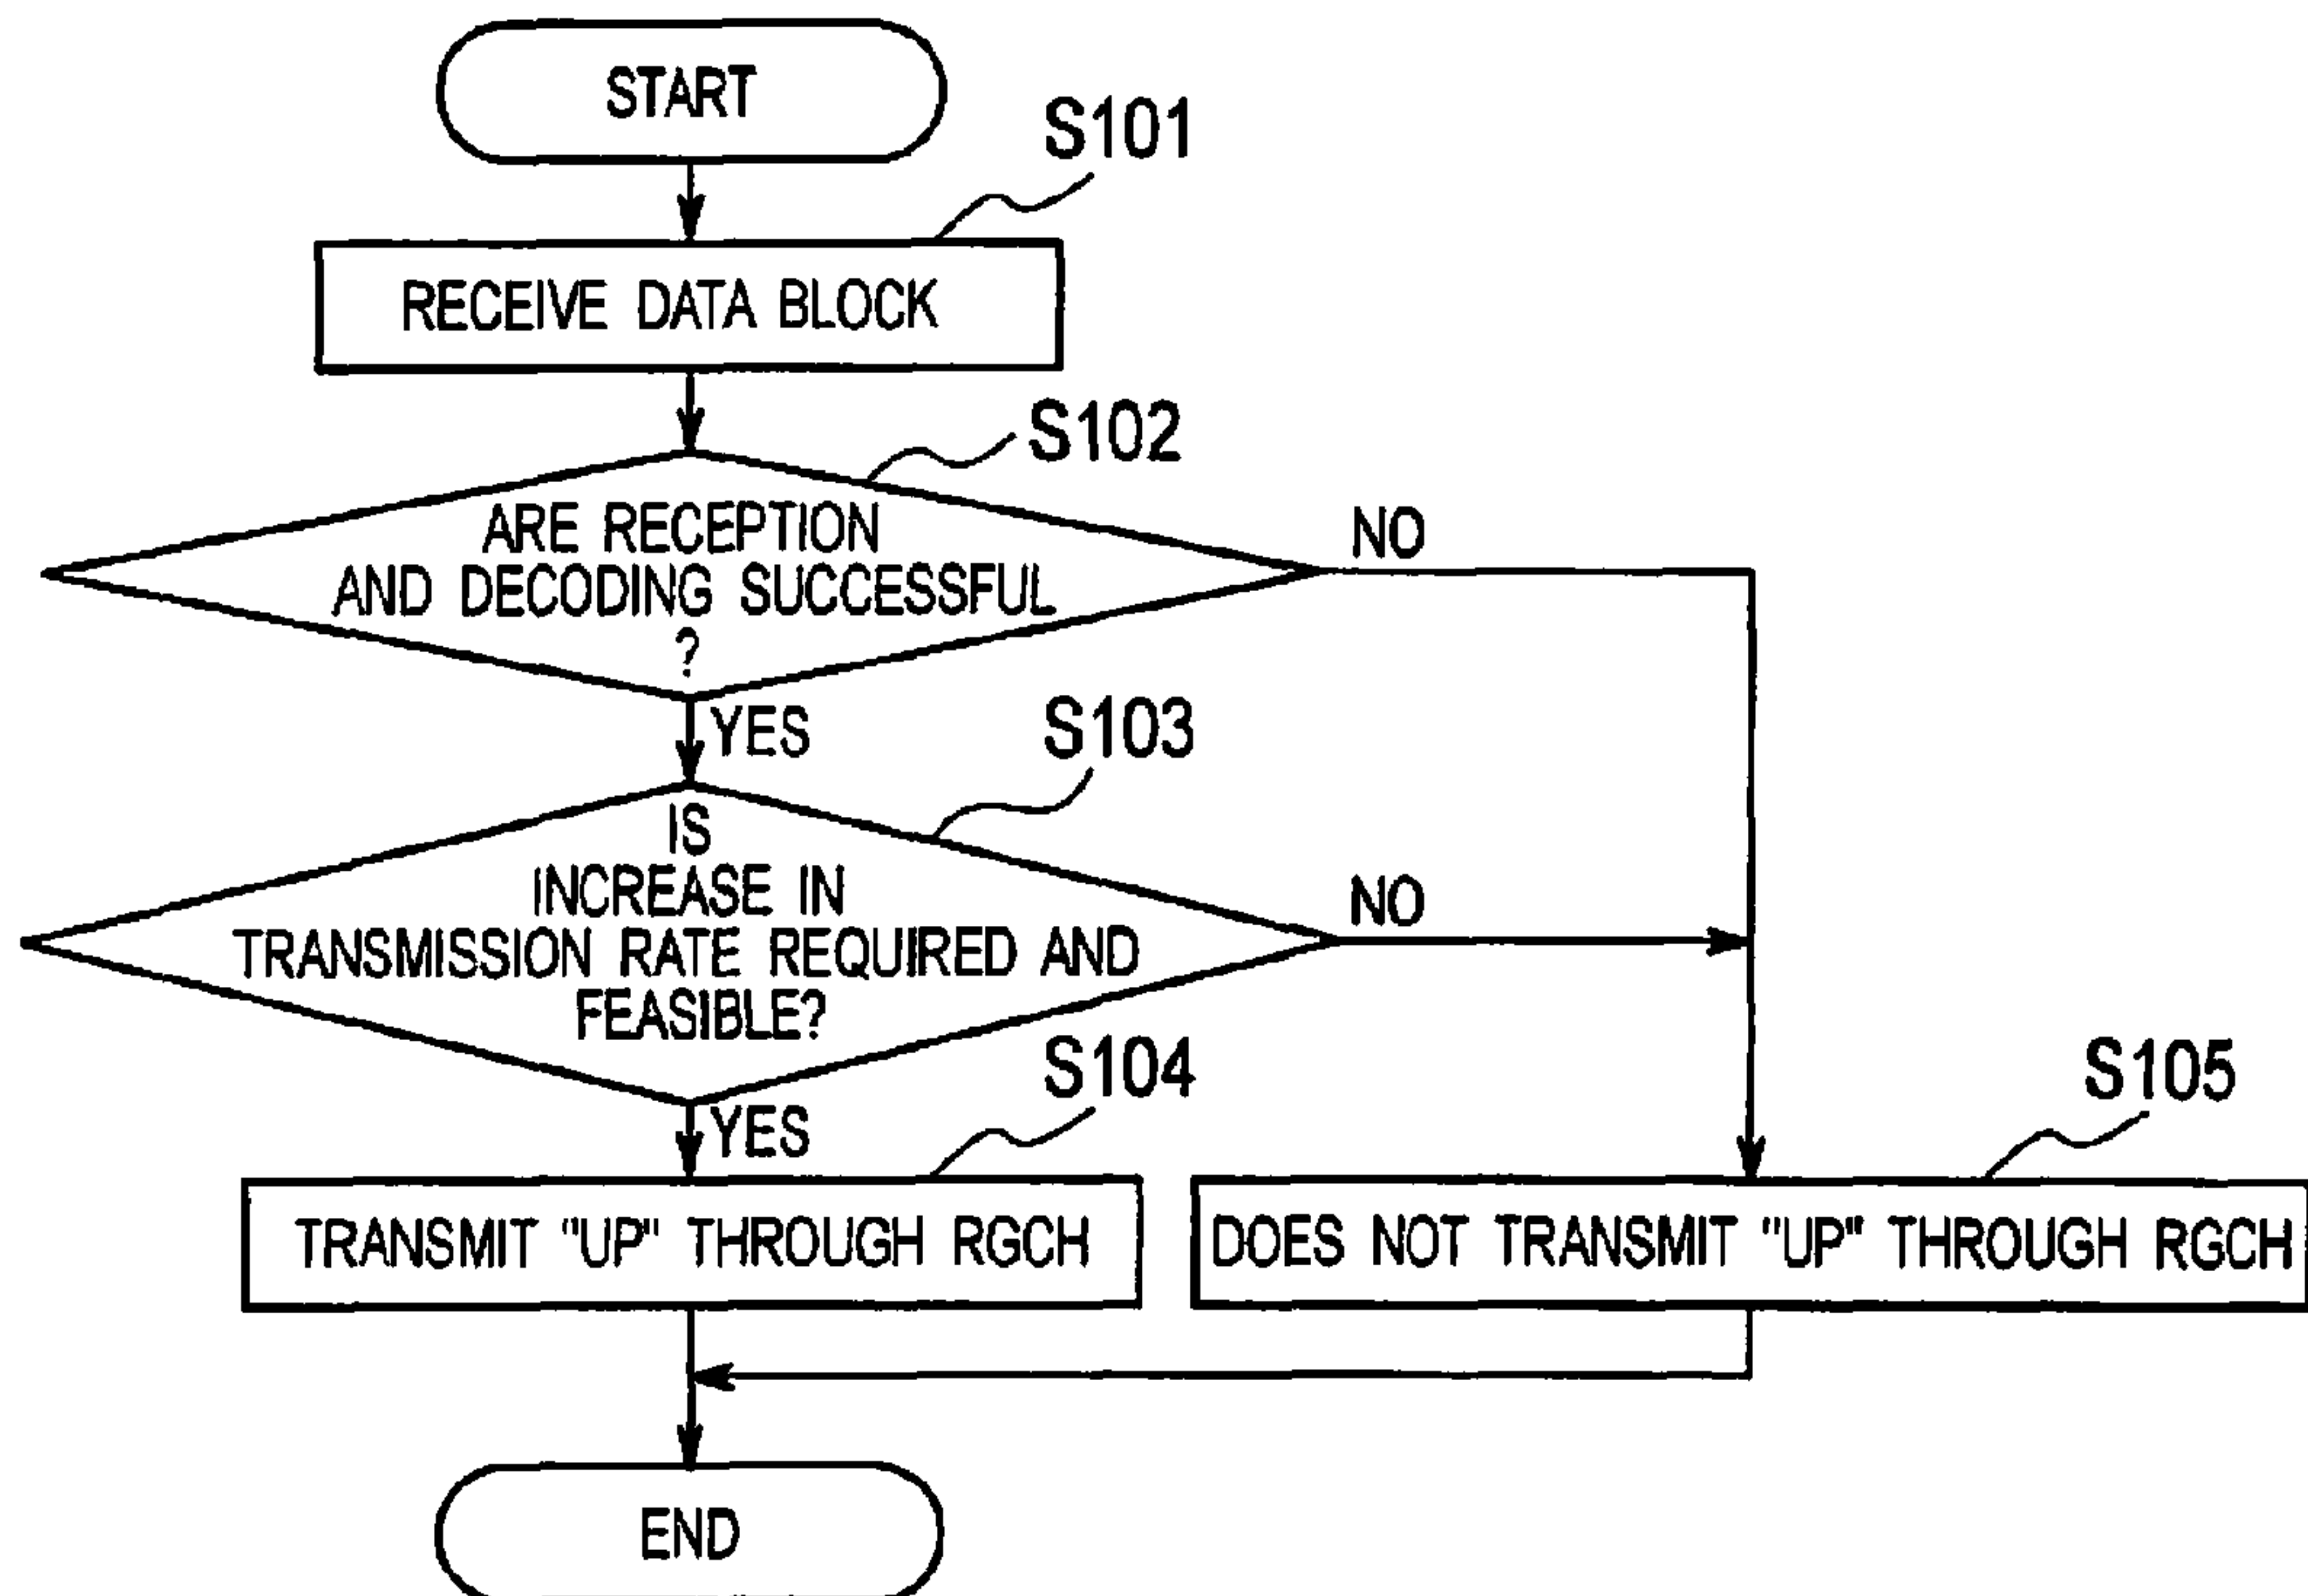 START
S101
RECEIVE DATA BLOCK
S102
ARE RECEPTION
AND DECODING SUCCESSFUL
?
NO
YES
S103
IS
INCREASE IN
TRANSMISSION RATE REQUIRED AND
FEASIBLE?
NO
YES
S104
TRANSMIT "UP" THROUGH RGCH
S105
DOES NOT TRANSMIT "UP" THROUGH RGCH
END